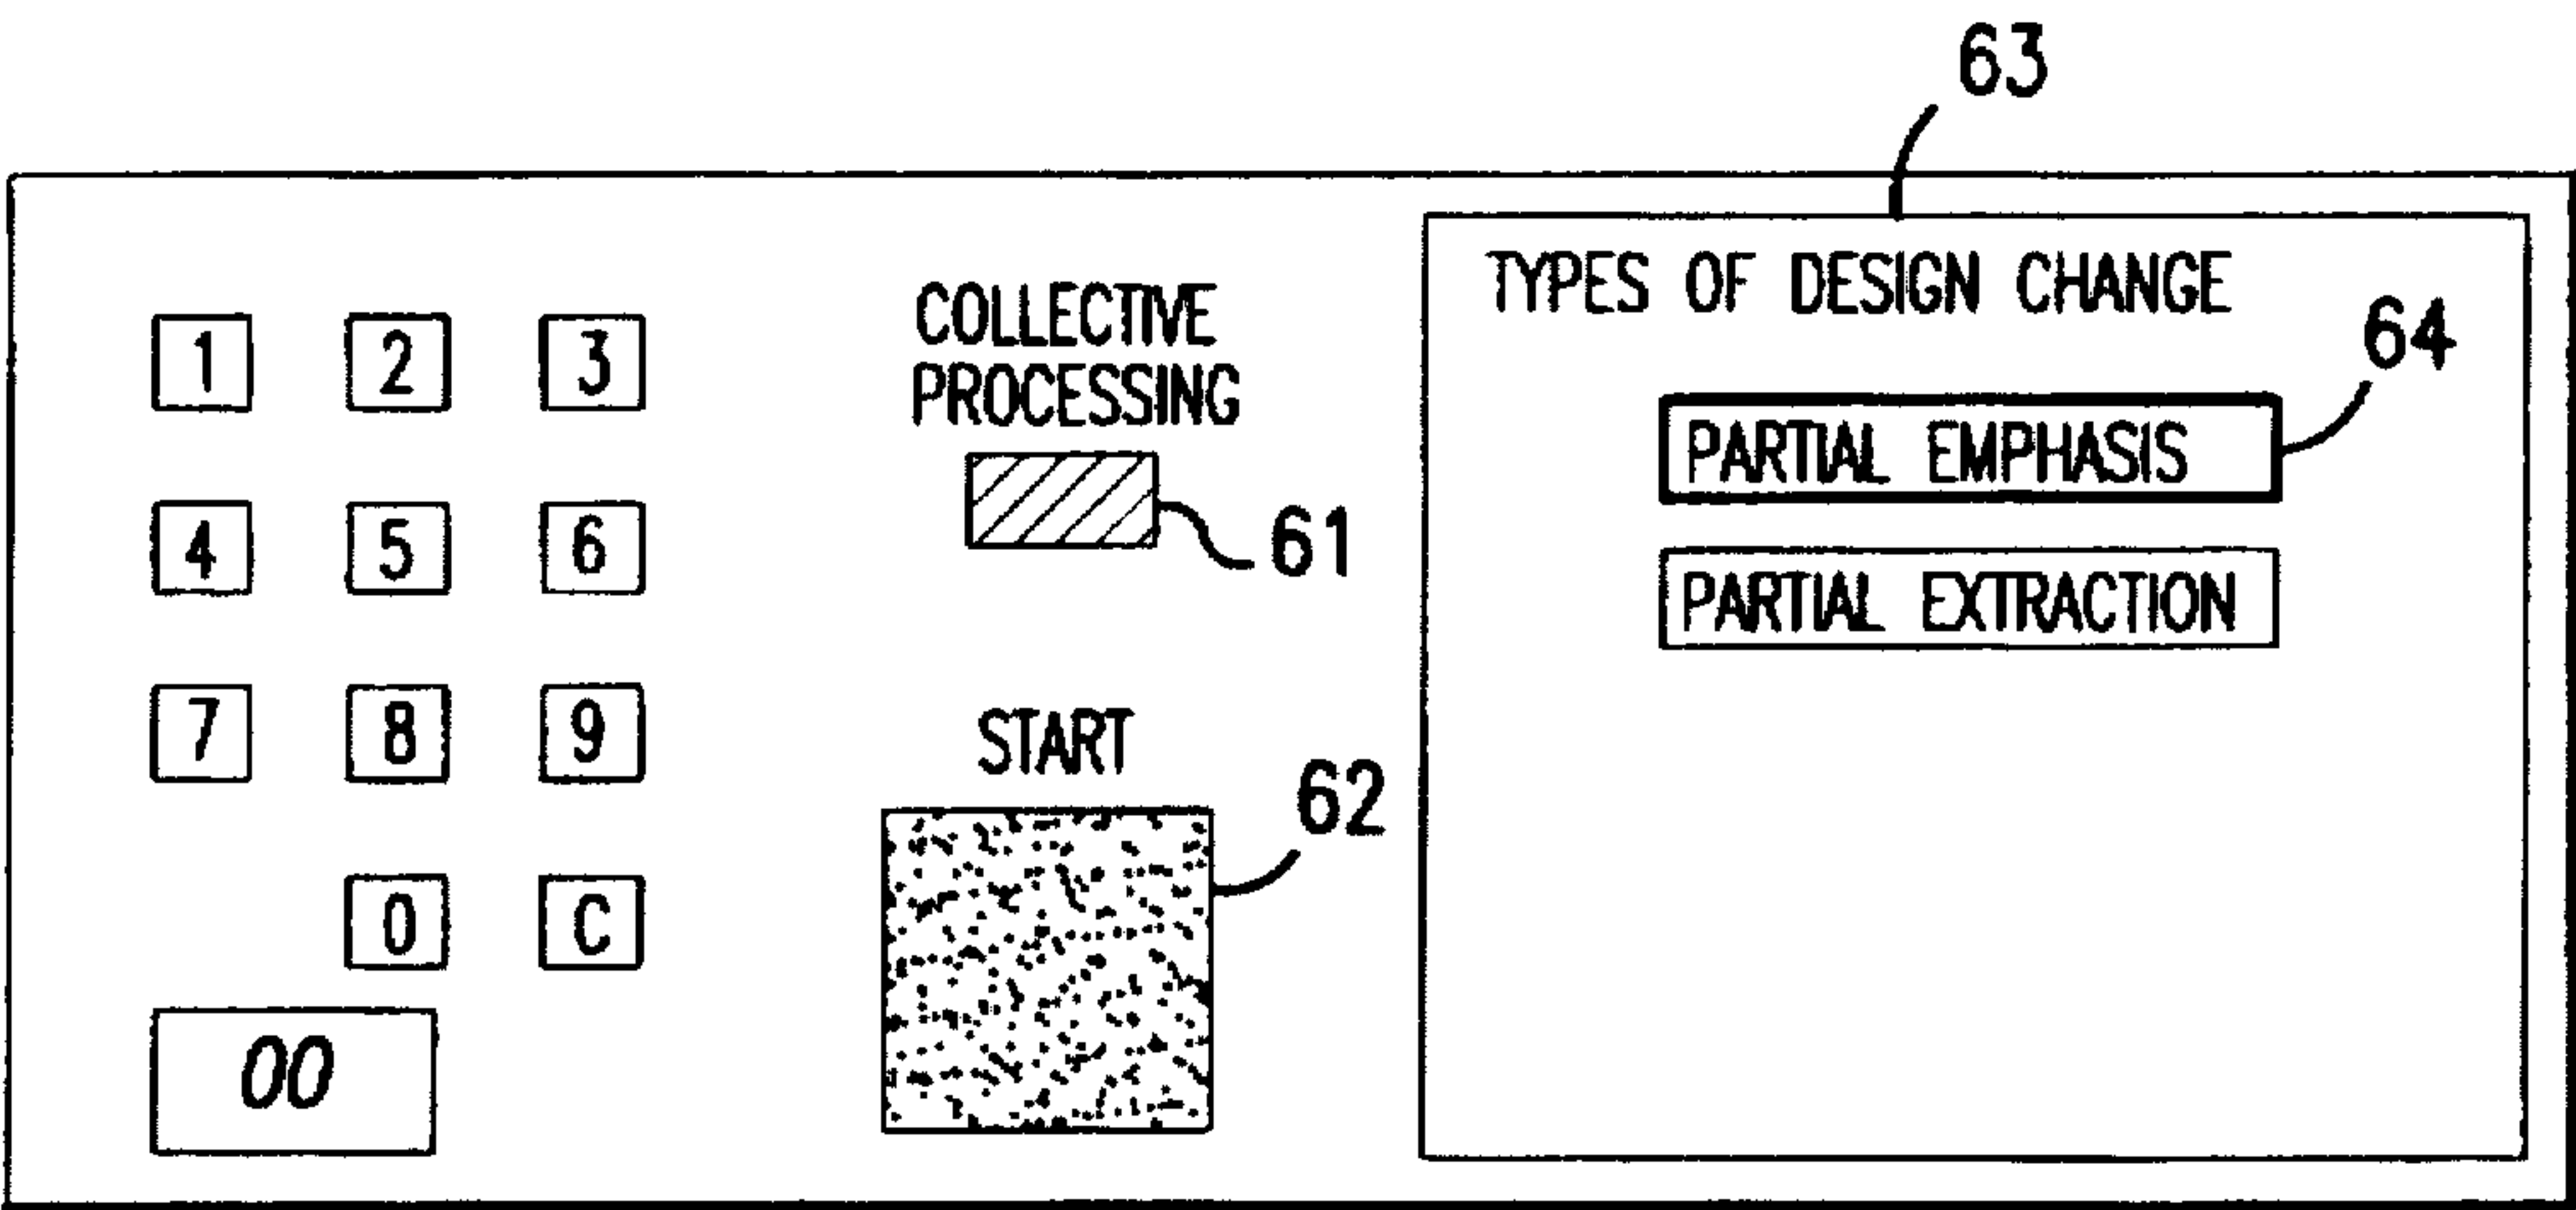 63
1 2 3
4 5 6
7 8 9
0 C
00
COLLECTIVE
PROCESSING
61
START
62
TYPES OF DESIGN CHANGE
64
PARTIAL EMPHASIS
PARTIAL EXTRACTION